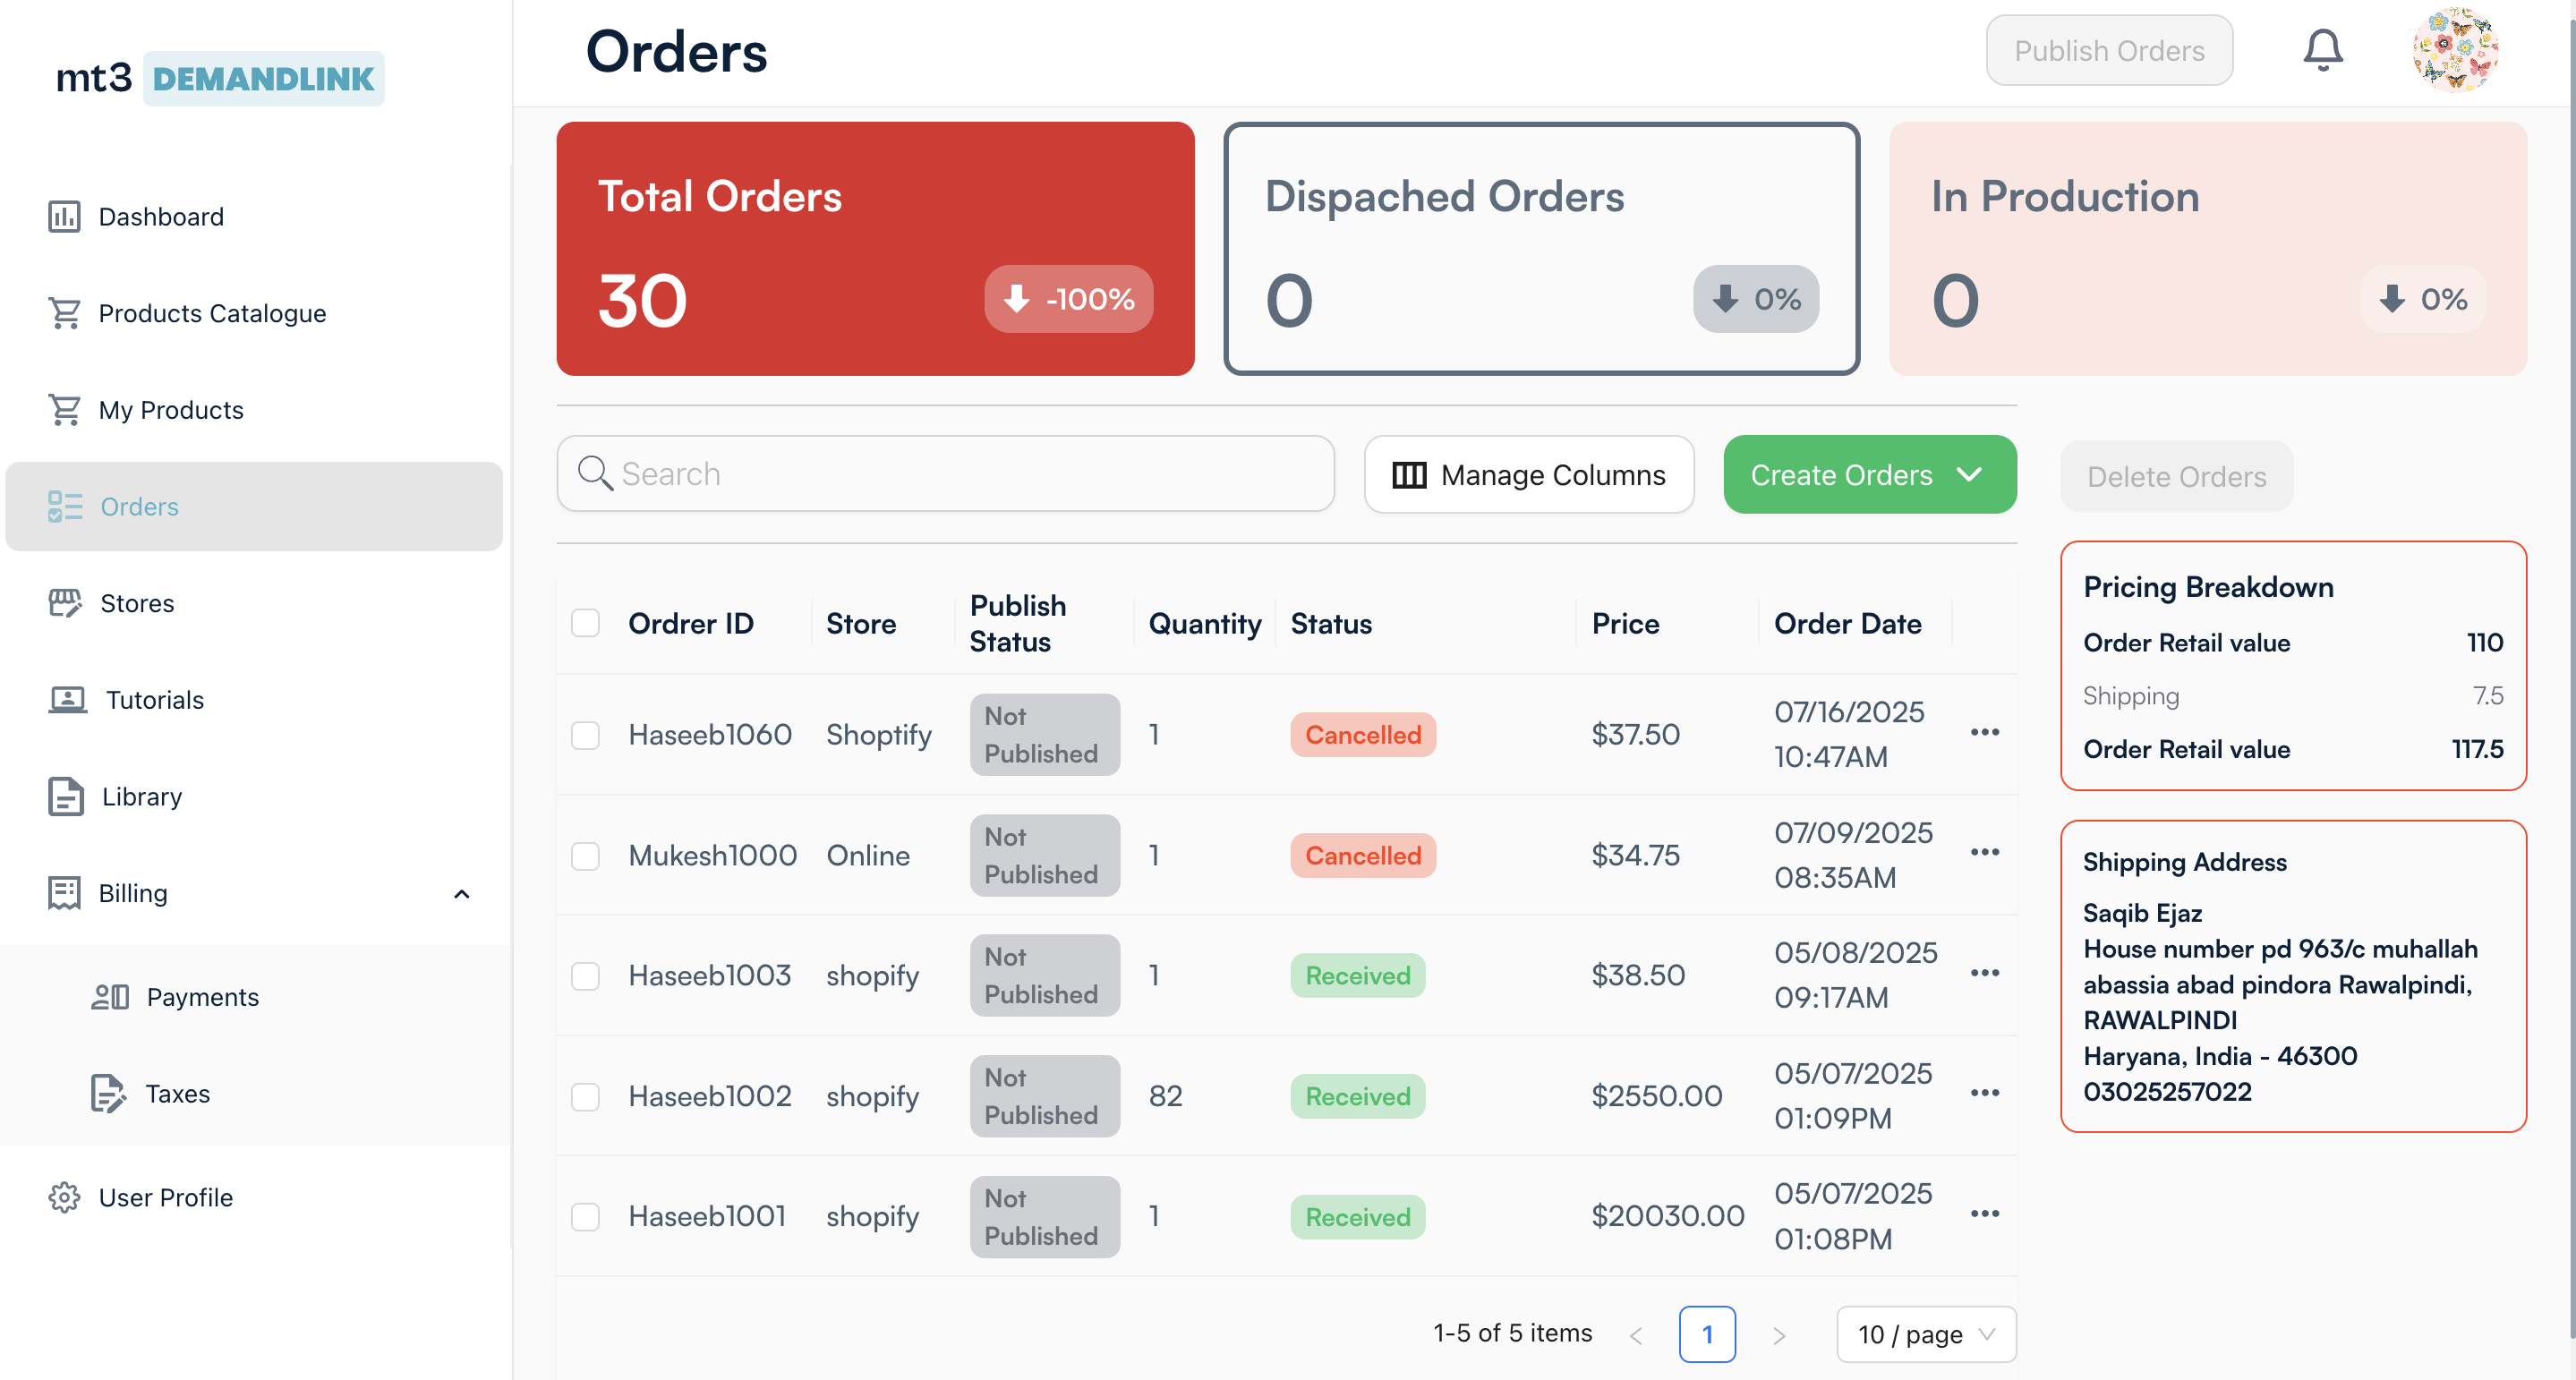 mt3 DEMANDLINK
Dashboard
Products Catalogue
My Products
Orders
Stores
Tutorials
Library
Billing
Payments
Taxes
User Profile
Orders
Publish Orders
Total Orders
30
-100%
Dispached Orders
0
0%
In Production
0
0%
Search
Manage Columns
Create Orders
Delete Orders
Ordrer ID Store Publish Status Quantity Status Price Order Date
Haseeb1060 Shoptify Not Published 1 Cancelled $37.50 07/16/2025 10:47AM
Mukesh1000 Online Not Published 1 Cancelled $34.75 07/09/2025 08:35AM
Haseeb1003 shopify Not Published 1 Received $38.50 05/08/2025 09:17AM
Haseeb1002 shopify Not Published 82 Received $2550.00 05/07/2025 01:09PM
Haseeb1001 shopify Not Published 1 Received $20030.00 05/07/2025 01:08PM
1-5 of 5 items < 1 > 10 / page
Pricing Breakdown
Order Retail value 110
Shipping 7.5
Order Retail value 117.5
Shipping Address
Saqib Ejaz
House number pd 963/c muhallah
abassia abad pindora Rawalpindi,
RAWALPINDI
Haryana, India - 46300
03025257022